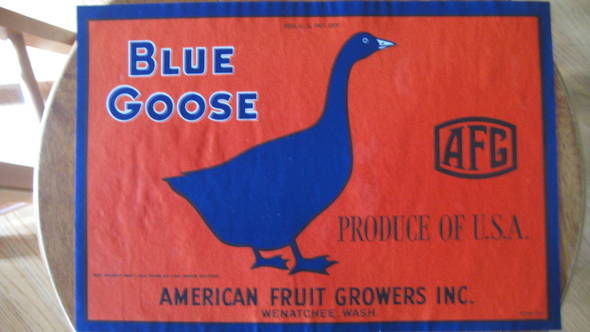 BLUE
GOOSE
AFG
PRODUCE OF U.S.A.
AMERICAN FRUIT GROWERS INC.
WENATCHEE, WASH.